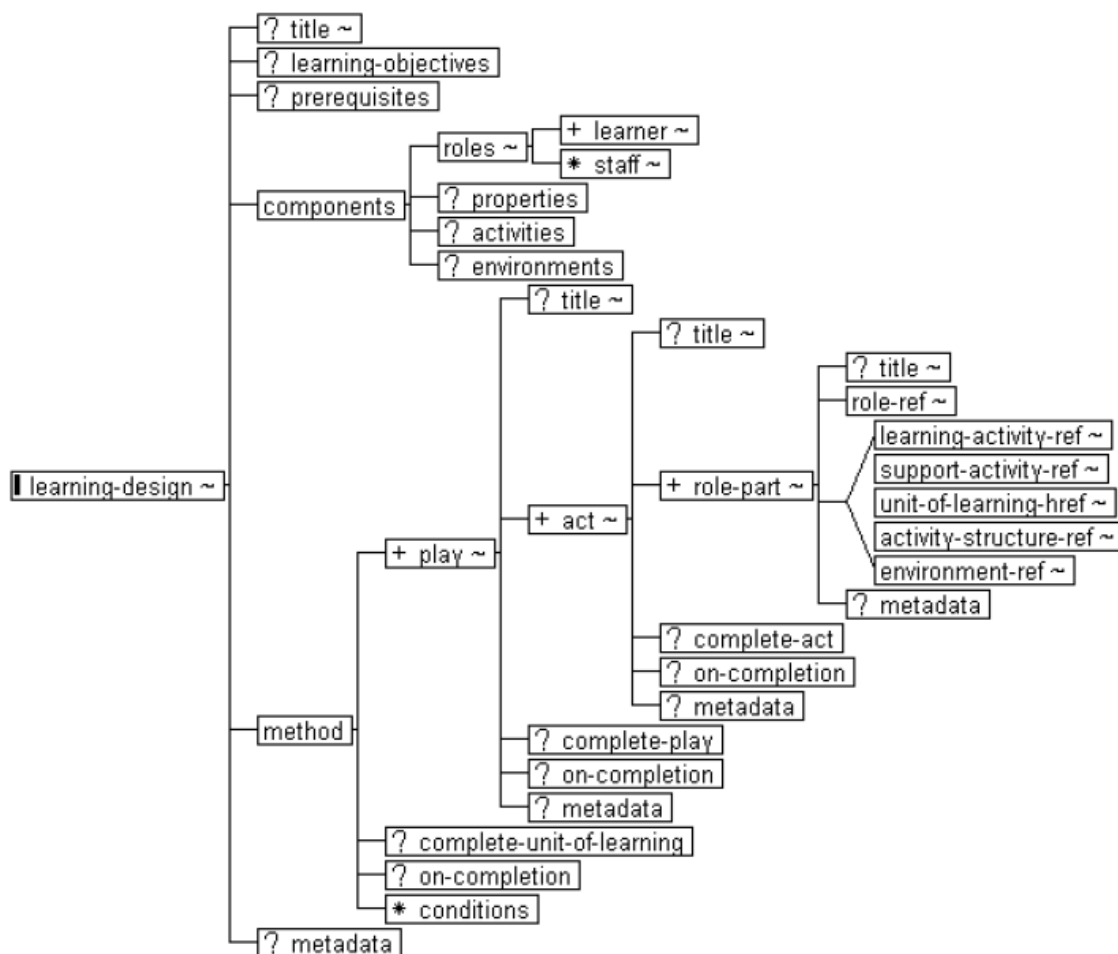 ? title ~
? learning-objectives
? prerequisites
+ learner ~
roles ~
* staff ~
? properties
components
? activities
? environments
? title ~
? title ~
? title ~
role-ref ~
learning-activity-ref ~
support-activity-ref ~
learning-design ~
+ role-part ~
unit-of-learning-href ~
+ act ~
activity-structure-ref ~
+ play ~
environment-ref ~
? metadata
? complete-act
? on-completion
? metadata
method
? complete-play
? on-completion
? metadata
? complete-unit-of-learning
? on-completion
* conditions
? metadata